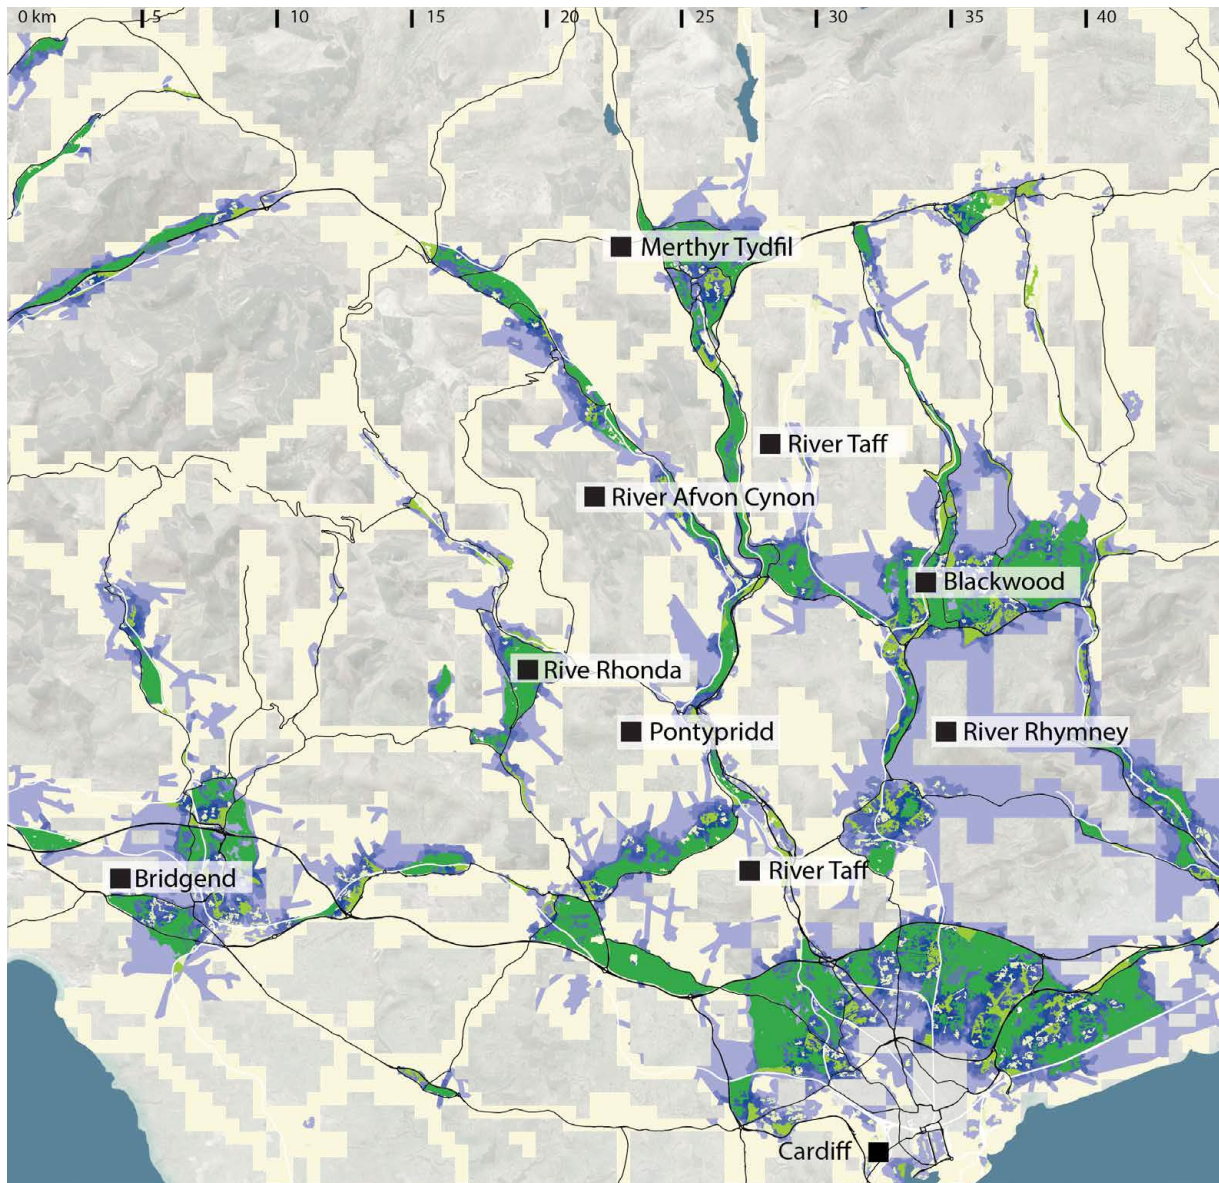 0 km 5 10 15 20 25 30 35 40
Merthyr Tydfil
River Taff
River Afvon Cynon
Blackwood
Rive Rhonda
Pontypridd
River Rhymney
River Taff
Bridgend
Cardiff